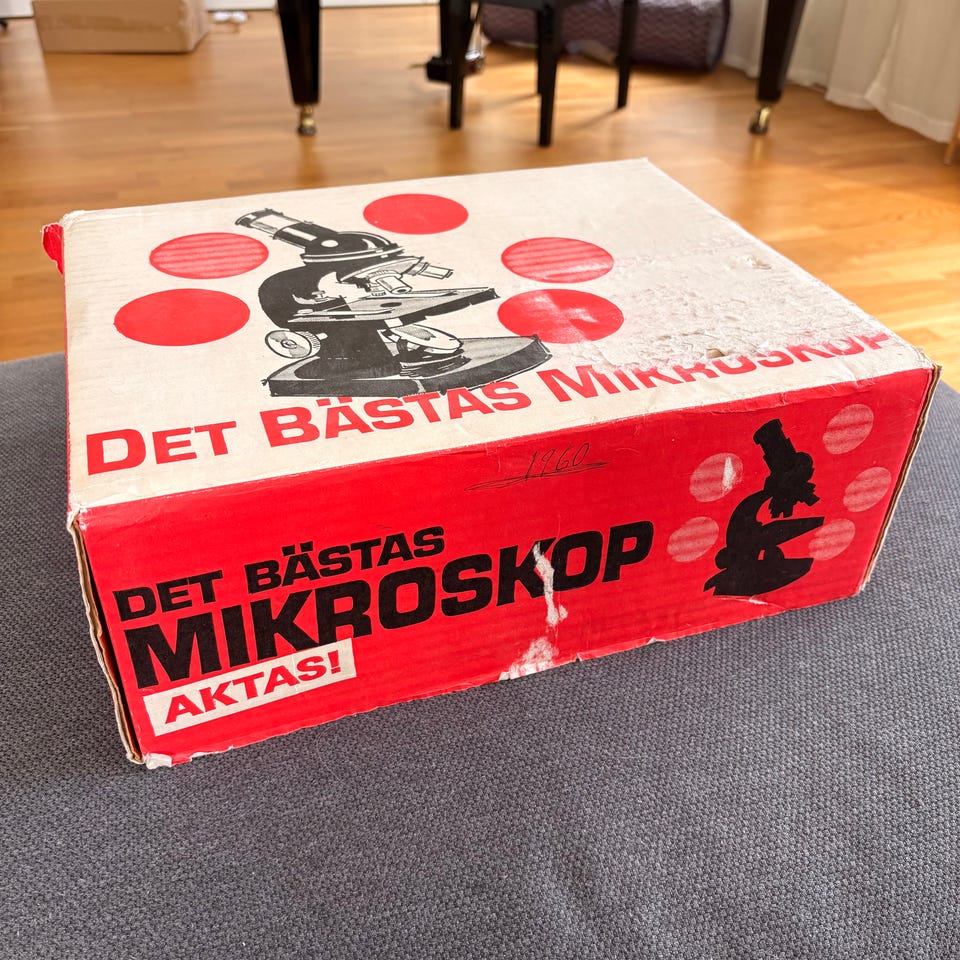 DET BÄSTAS MIKROSKOP
1960
DET BÄSTAS
MIKROSKOP
AKTAS!